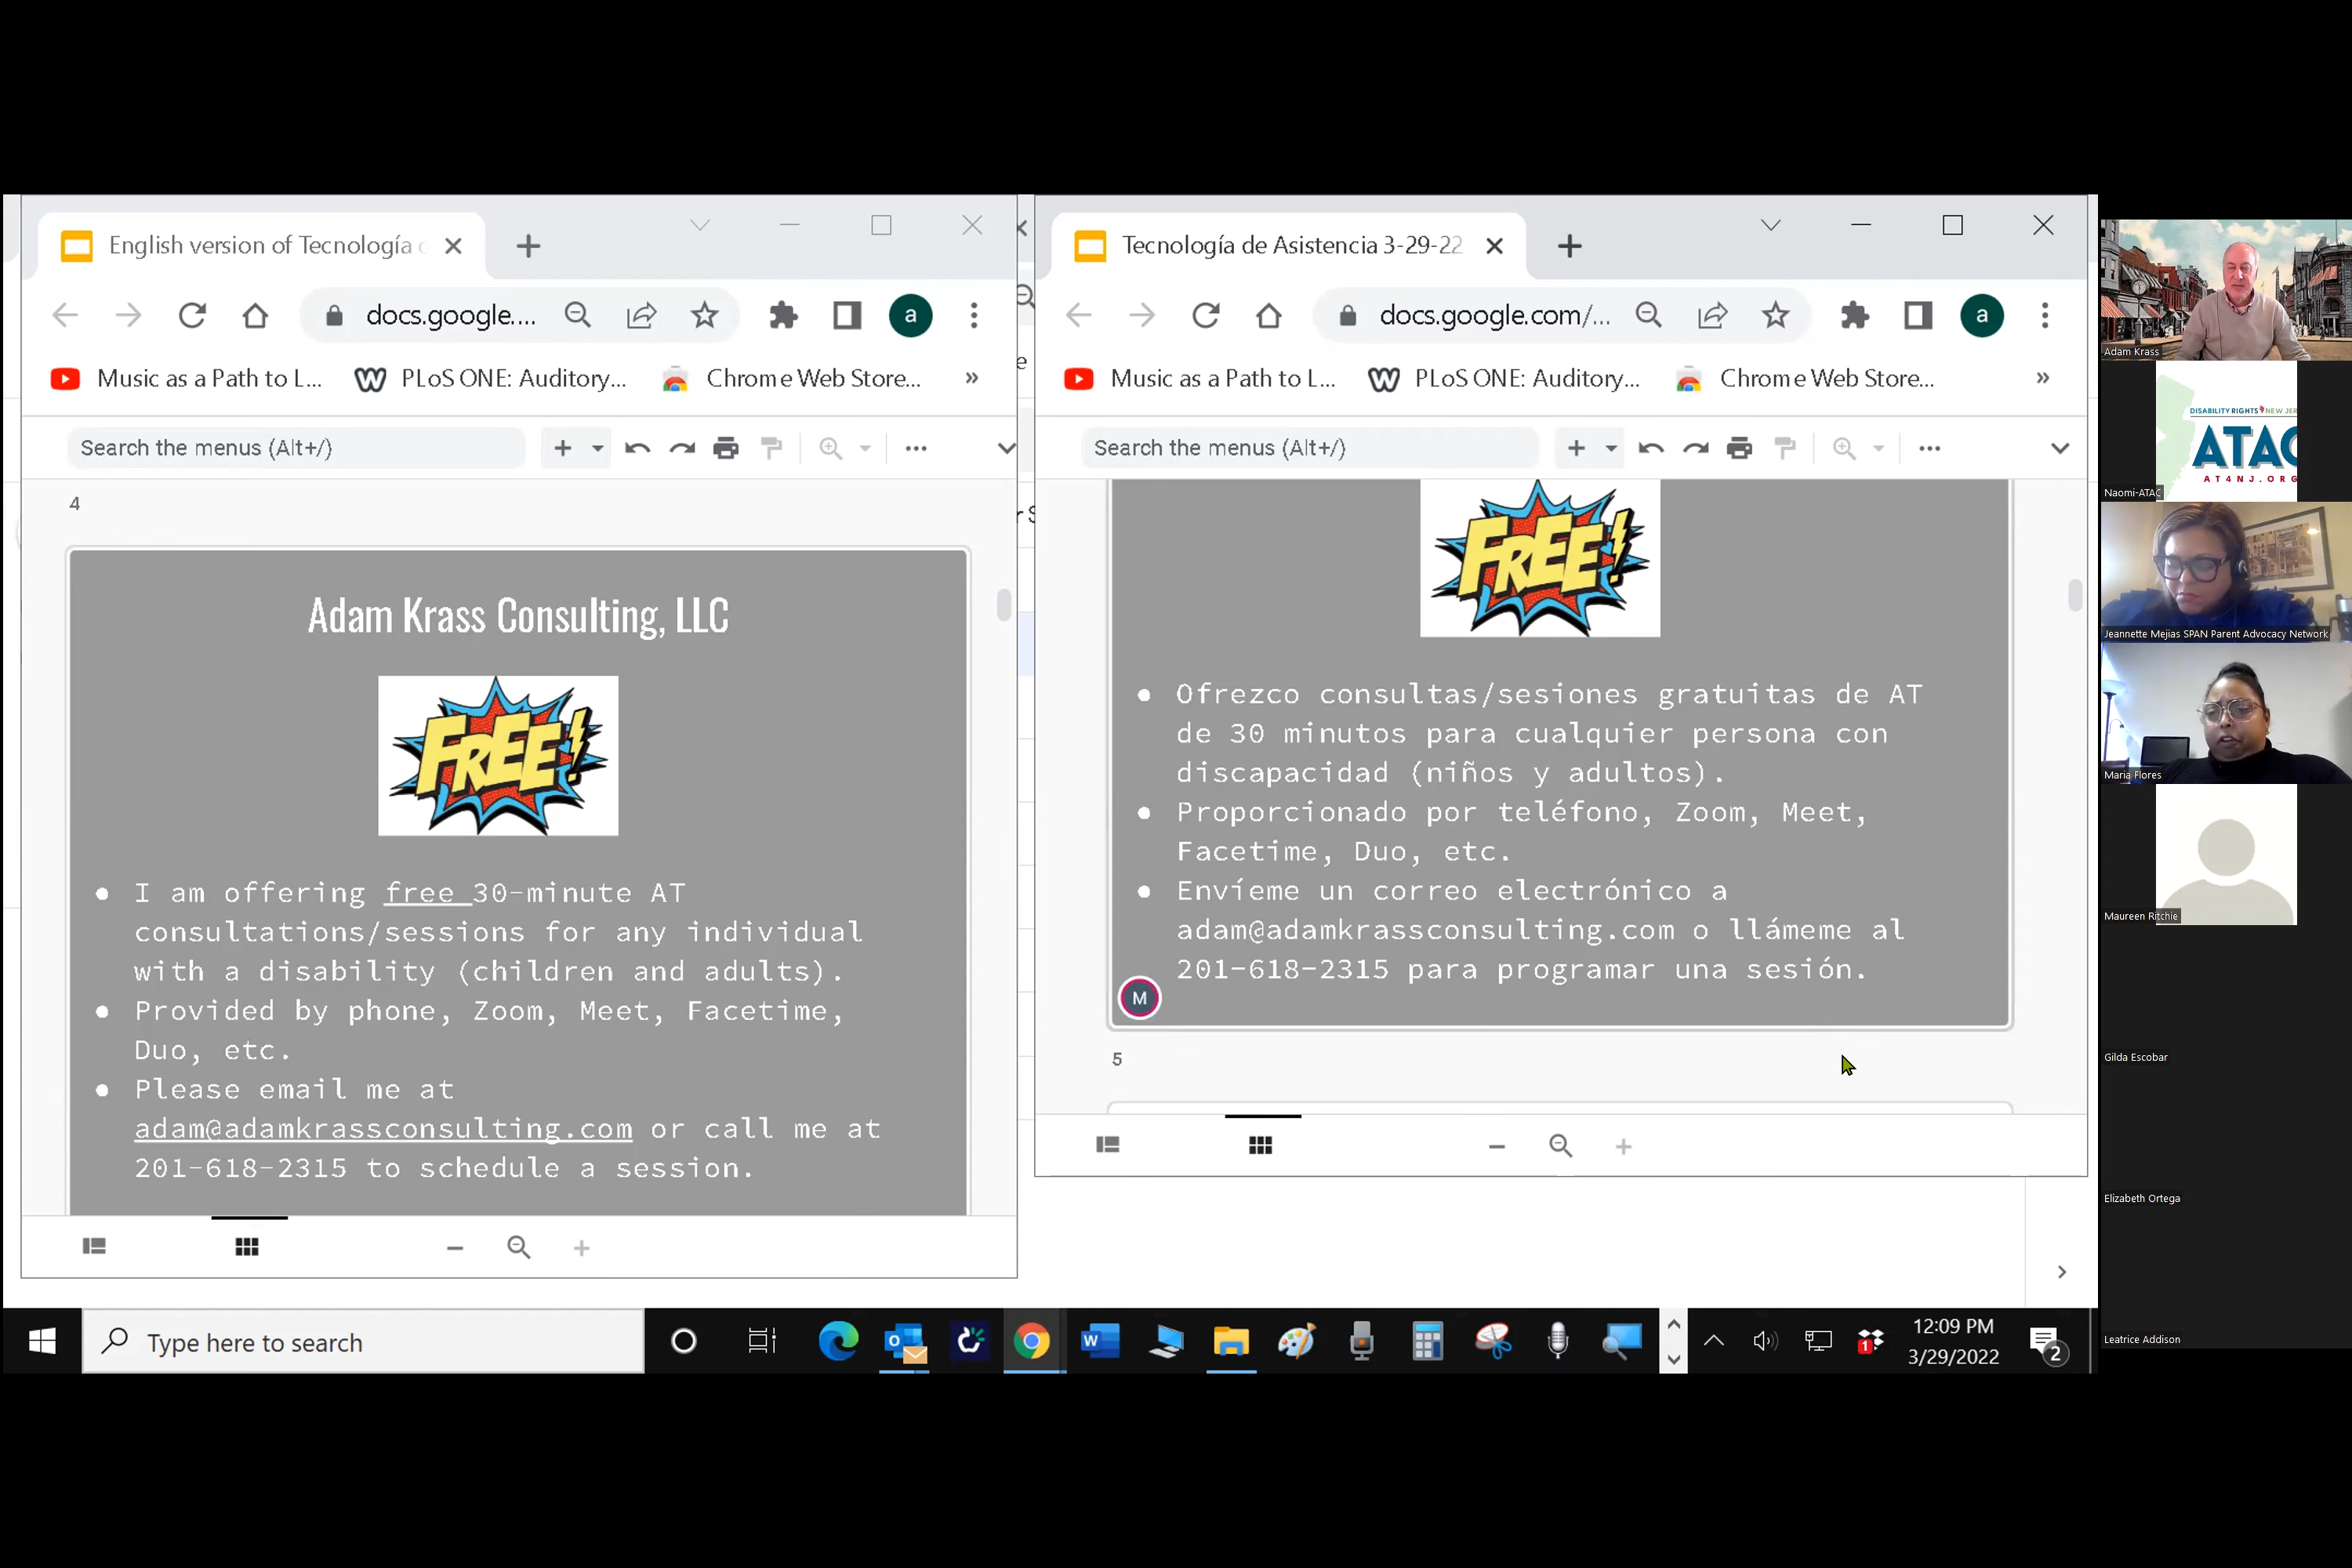 English version of Tecnología
docs.google....
a
Music as a Path to L...
PLoS ONE: Auditory...
Chrome Web Store...
Search the menus (Alt+/)
4
Adam Krass Consulting, LLC
FREE!
I am offering free 30-minute AT
consultations/sessions for any individual
with a disability (children and adults).
Provided by phone, Zoom, Meet, Facetime,
Duo, etc.
Please email me at
adam@adamkrassconsulting.com or call me at
201-618-2315 to schedule a session.
Tecnología de Asistencia 3-29-22
docs.google.com/...
a
Music as a Path to L...
PLoS ONE: Auditory...
Chrome Web Store...
Search the menus (Alt+/)
FREE!
Ofrezco consultas/sesiones gratuitas de AT
de 30 minutos para cualquier persona con
discapacidad (niños y adultos).
Proporcionado por teléfono, Zoom, Meet,
Facetime, Duo, etc.
Envíeme un correo electrónico a
adam@adamkrassconsulting.com o llámeme al
201-618-2315 para programar una sesión.
M
5
Adam Krass
DISABILITY RIGHTS NEW JER
ATAC
AT4NJ.ORG
Naomi-ATAC
Jeannette Mejias SPAN Parent Advocacy Network
Maria Flores
Maureen Ritchie
Gilda Escobar
Elizabeth Ortega
Leatrice Addison
Type here to search
12:09 PM
3/29/2022
2
1